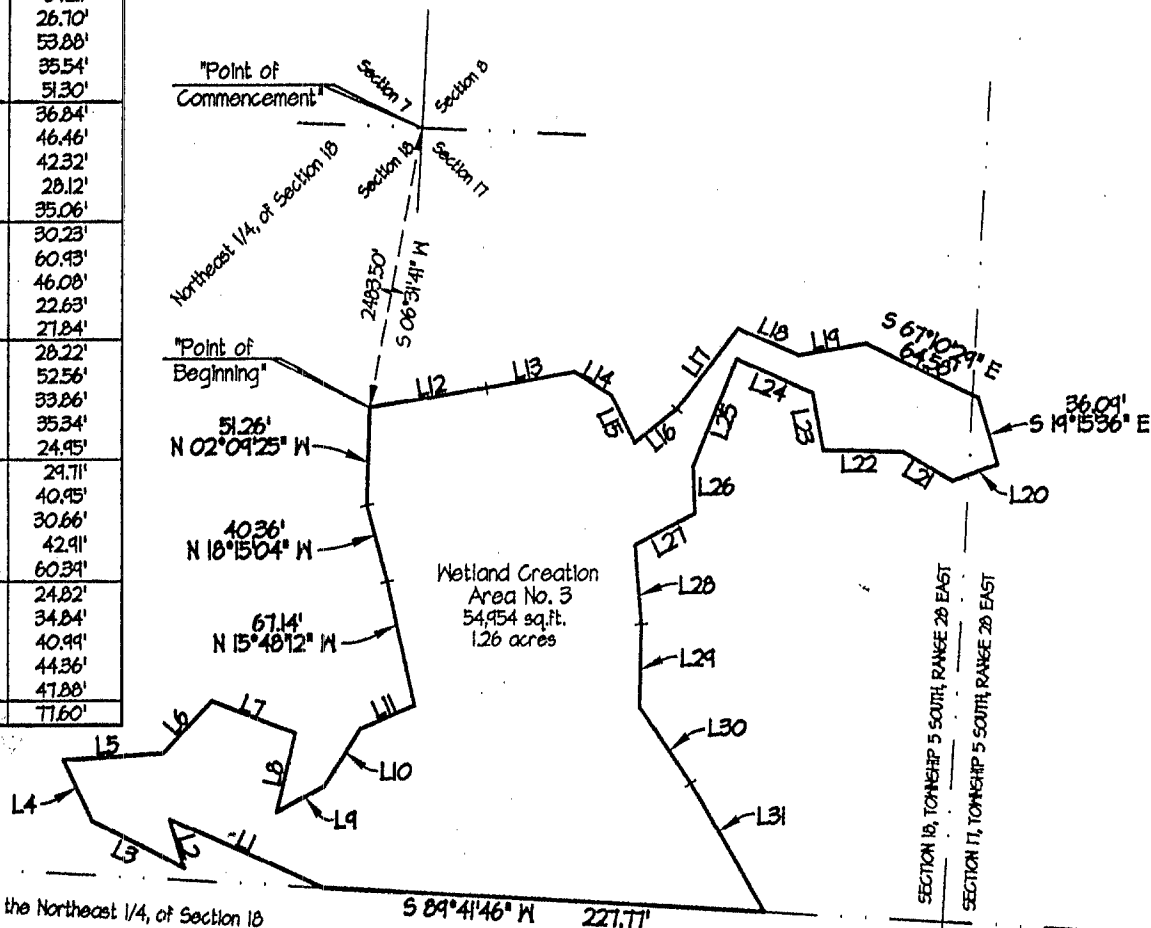 26.70'
53.88'
35.54'
51.30'
36.84'
46.46'
42.32'
28.12'
35.06'
30.23'
60.93'
46.08'
22.63'
27.84'
28.22'
52.56'
33.86'
35.34'
24.95'
29.71'
40.95'
30.66'
42.91'
60.39'
24.82'
34.84'
40.99'
44.36'
47.88'
77.60'
"Point of
Commencement"
Section 7
Section 8
Section 18
Section 17
Northeast 1/4, of Section 18
2483.50'
S 06°31'41" W
"Point of
Beginning"
51.26'
N 02°09'25" W
40.36'
N 18°15'04" W
67.14'
N 15°48'12" W
L12
L13
L14
L15
L16
L17
L18
L19
S 67°10'29" E
64.58'
36.09'
S 19°15'36" E
L20
L21
L22
L23
L24
L25
L26
L27
L28
L29
L30
L31
Wetland Creation
Area No. 3
54,954 sq.ft.
1.26 acres
L11
L10
L9
L8
L7
L6
L5
L4
L3
L2
L1
S 89°41'46" W 227.77'
the Northeast 1/4, of Section 18
SECTION 18, TOWNSHIP 5 SOUTH, RANGE 28 EAST
SECTION 17, TOWNSHIP 5 SOUTH, RANGE 28 EAST